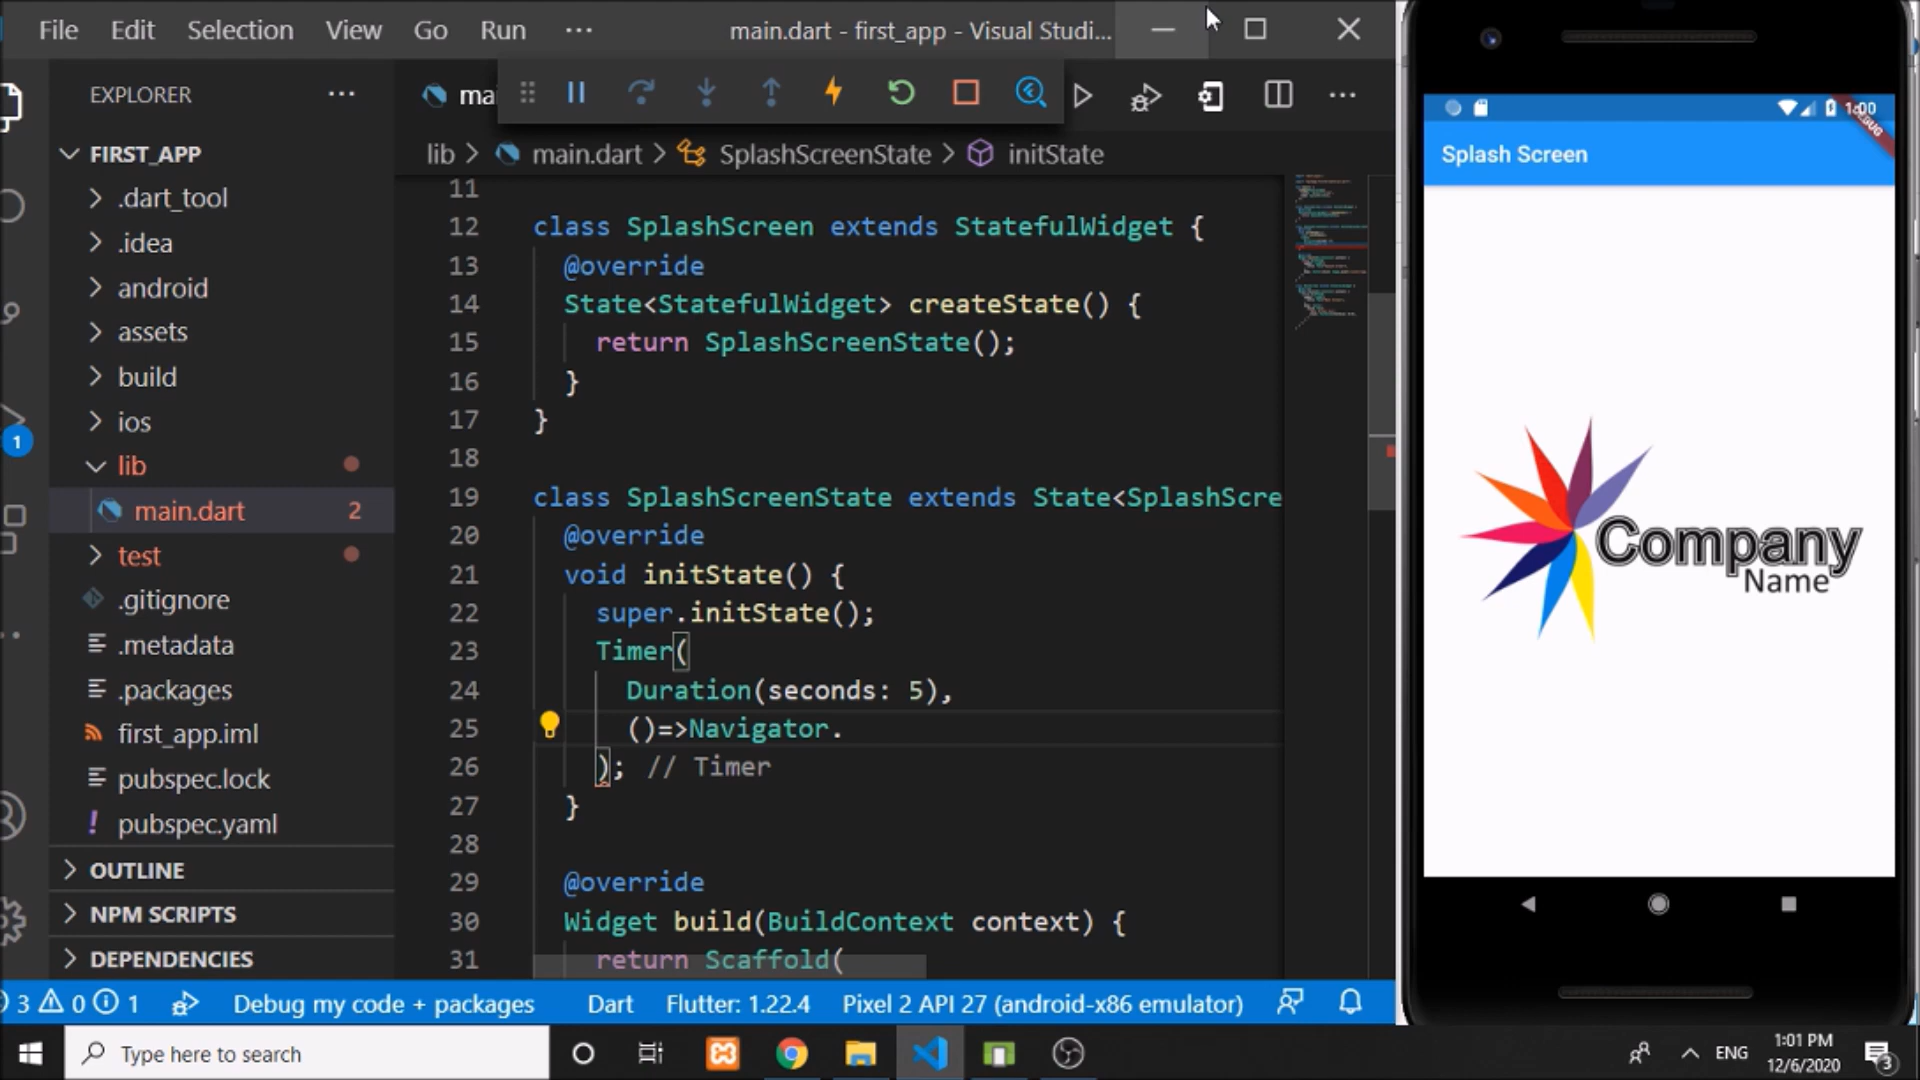 File Edit Selection View Go Run ··· main.dart - first_app - Visual Studi...
EXPLORER ···
mai
FIRST_APP
.dart_tool
.idea
android
assets
build
ios
lib
main.dart 2
test
.gitignore
.metadata
.packages
first_app.iml
pubspec.lock
pubspec.yaml
OUTLINE
NPM SCRIPTS
DEPENDENCIES
1
lib > main.dart > SplashScreenState > initState
11
12 class SplashScreen extends StatefulWidget {
13 @override
14 State<StatefulWidget> createState() {
15 return SplashScreenState();
16 }
17 }
18
19 class SplashScreenState extends State<SplashScre
20 @override
21 void initState() {
22 super.initState();
23 Timer(
24 Duration(seconds: 5),
25 ()=>Navigator.
26 ); // Timer
27 }
28
29 @override
30 Widget build(BuildContext context) {
31 return Scaffold(
3 0 1 Debug my code + packages Dart Flutter: 1.22.4 Pixel 2 API 27 (android-x86 emulator)
1:00
DEBUG
Splash Screen
Company
Name
Type here to search
ENG
1:01 PM
12/6/2020
3